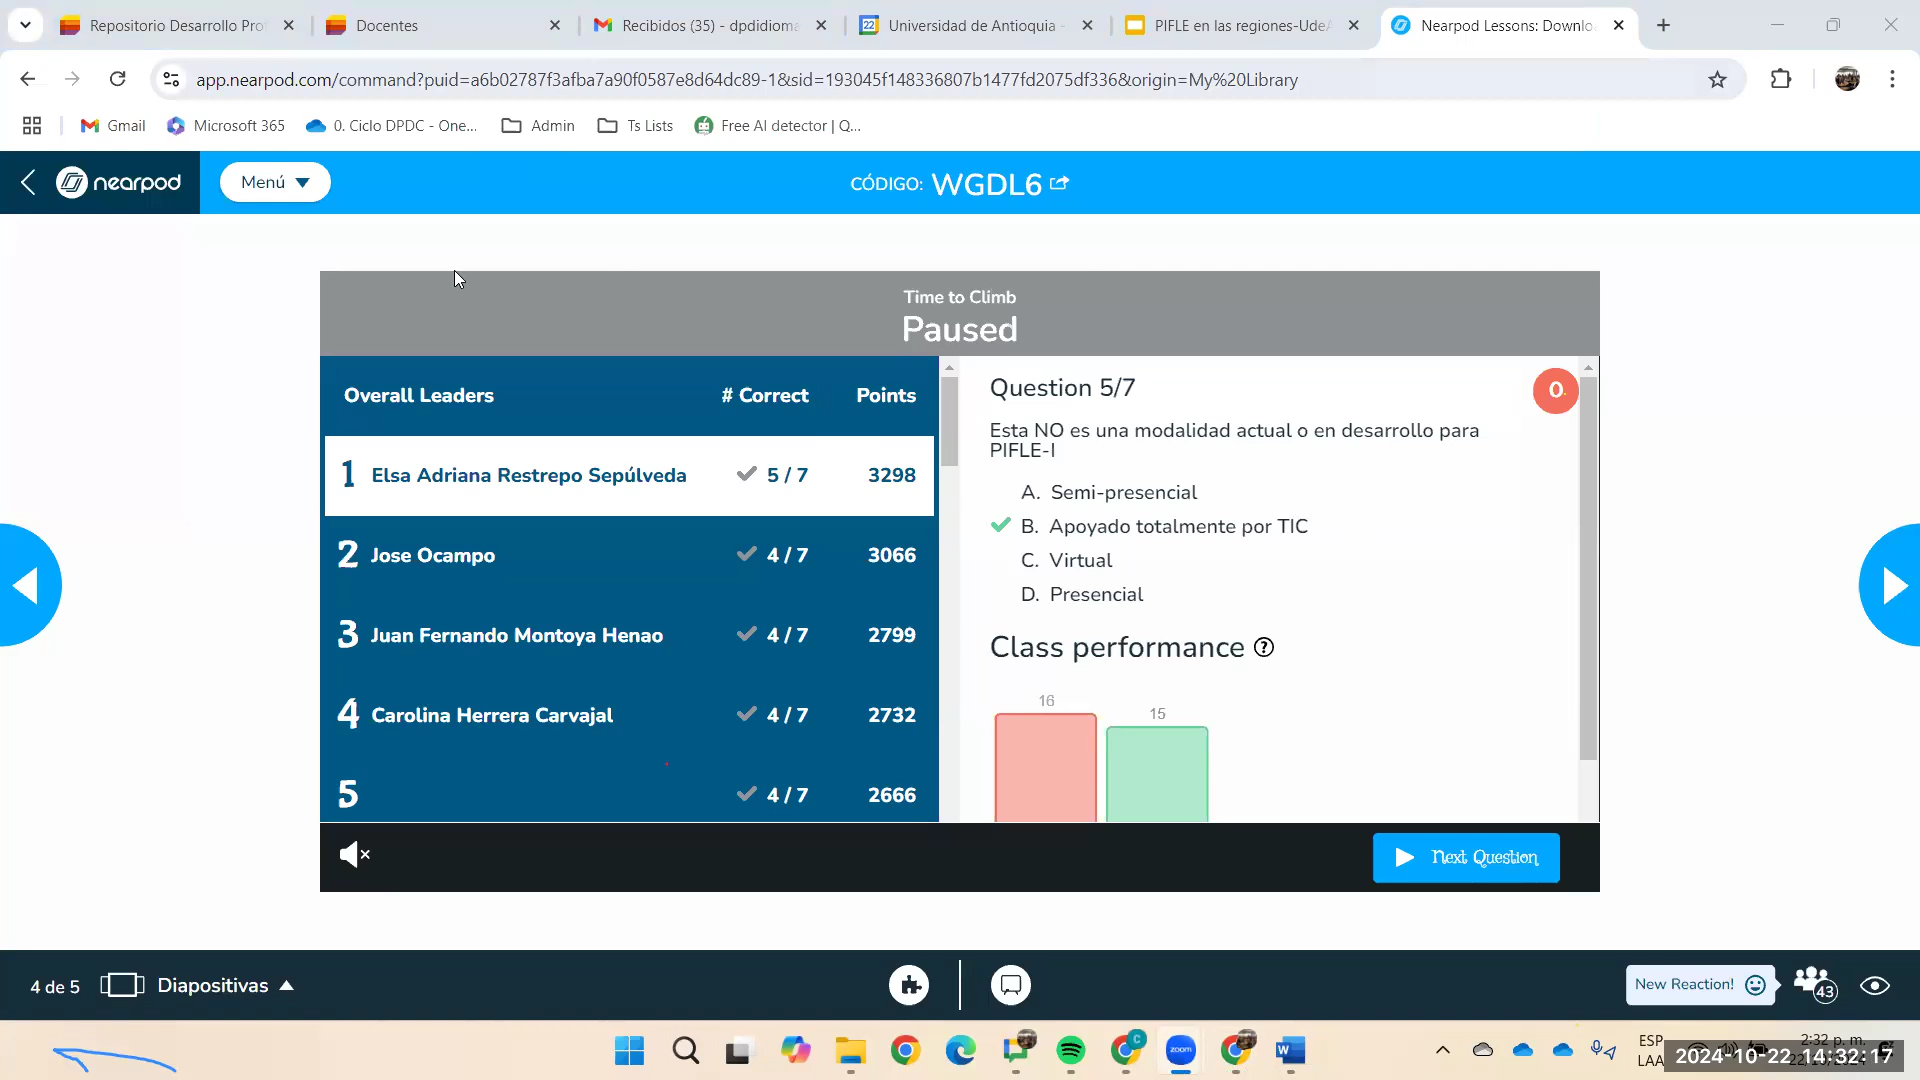 Repositorio Desarrollo Prof
Docentes
Recibidos (35) - dpdidioma
Universidad de Antioquia -
PIFLE en las regiones-UdeA
Nearpod Lessons: Downlo
app.nearpod.com/command?puid=a6b02787f3afba7a90f0587e8d64dc89-1&sid=193045f148336807b1477fd2075df336&origin=My%20Library
Gmail
Microsoft 365
0. Ciclo DPDC - One...
Admin
Ts Lists
Free AI detector | Q...
nearpod
Menú
CÓDIGO: WGDL6
Time to Climb
Paused
Overall Leaders # Correct Points
1 Elsa Adriana Restrepo Sepúlveda 5 / 7 3298
2 Jose Ocampo 4 / 7 3066
3 Juan Fernando Montoya Henao 4 / 7 2799
4 Carolina Herrera Carvajal 4 / 7 2732
5 4 / 7 2666
Question 5/7
0
Esta NO es una modalidad actual o en desarrollo para
PIFLE-I
A. Semi-presencial
B. Apoyado totalmente por TIC
C. Virtual
D. Presencial
Class performance ?
16
15
Next Question
4 de 5
Diapositivas
New Reaction!
43
zoom
ESP
LAA
2:32 p. m.
2024-10-22 14:32:17